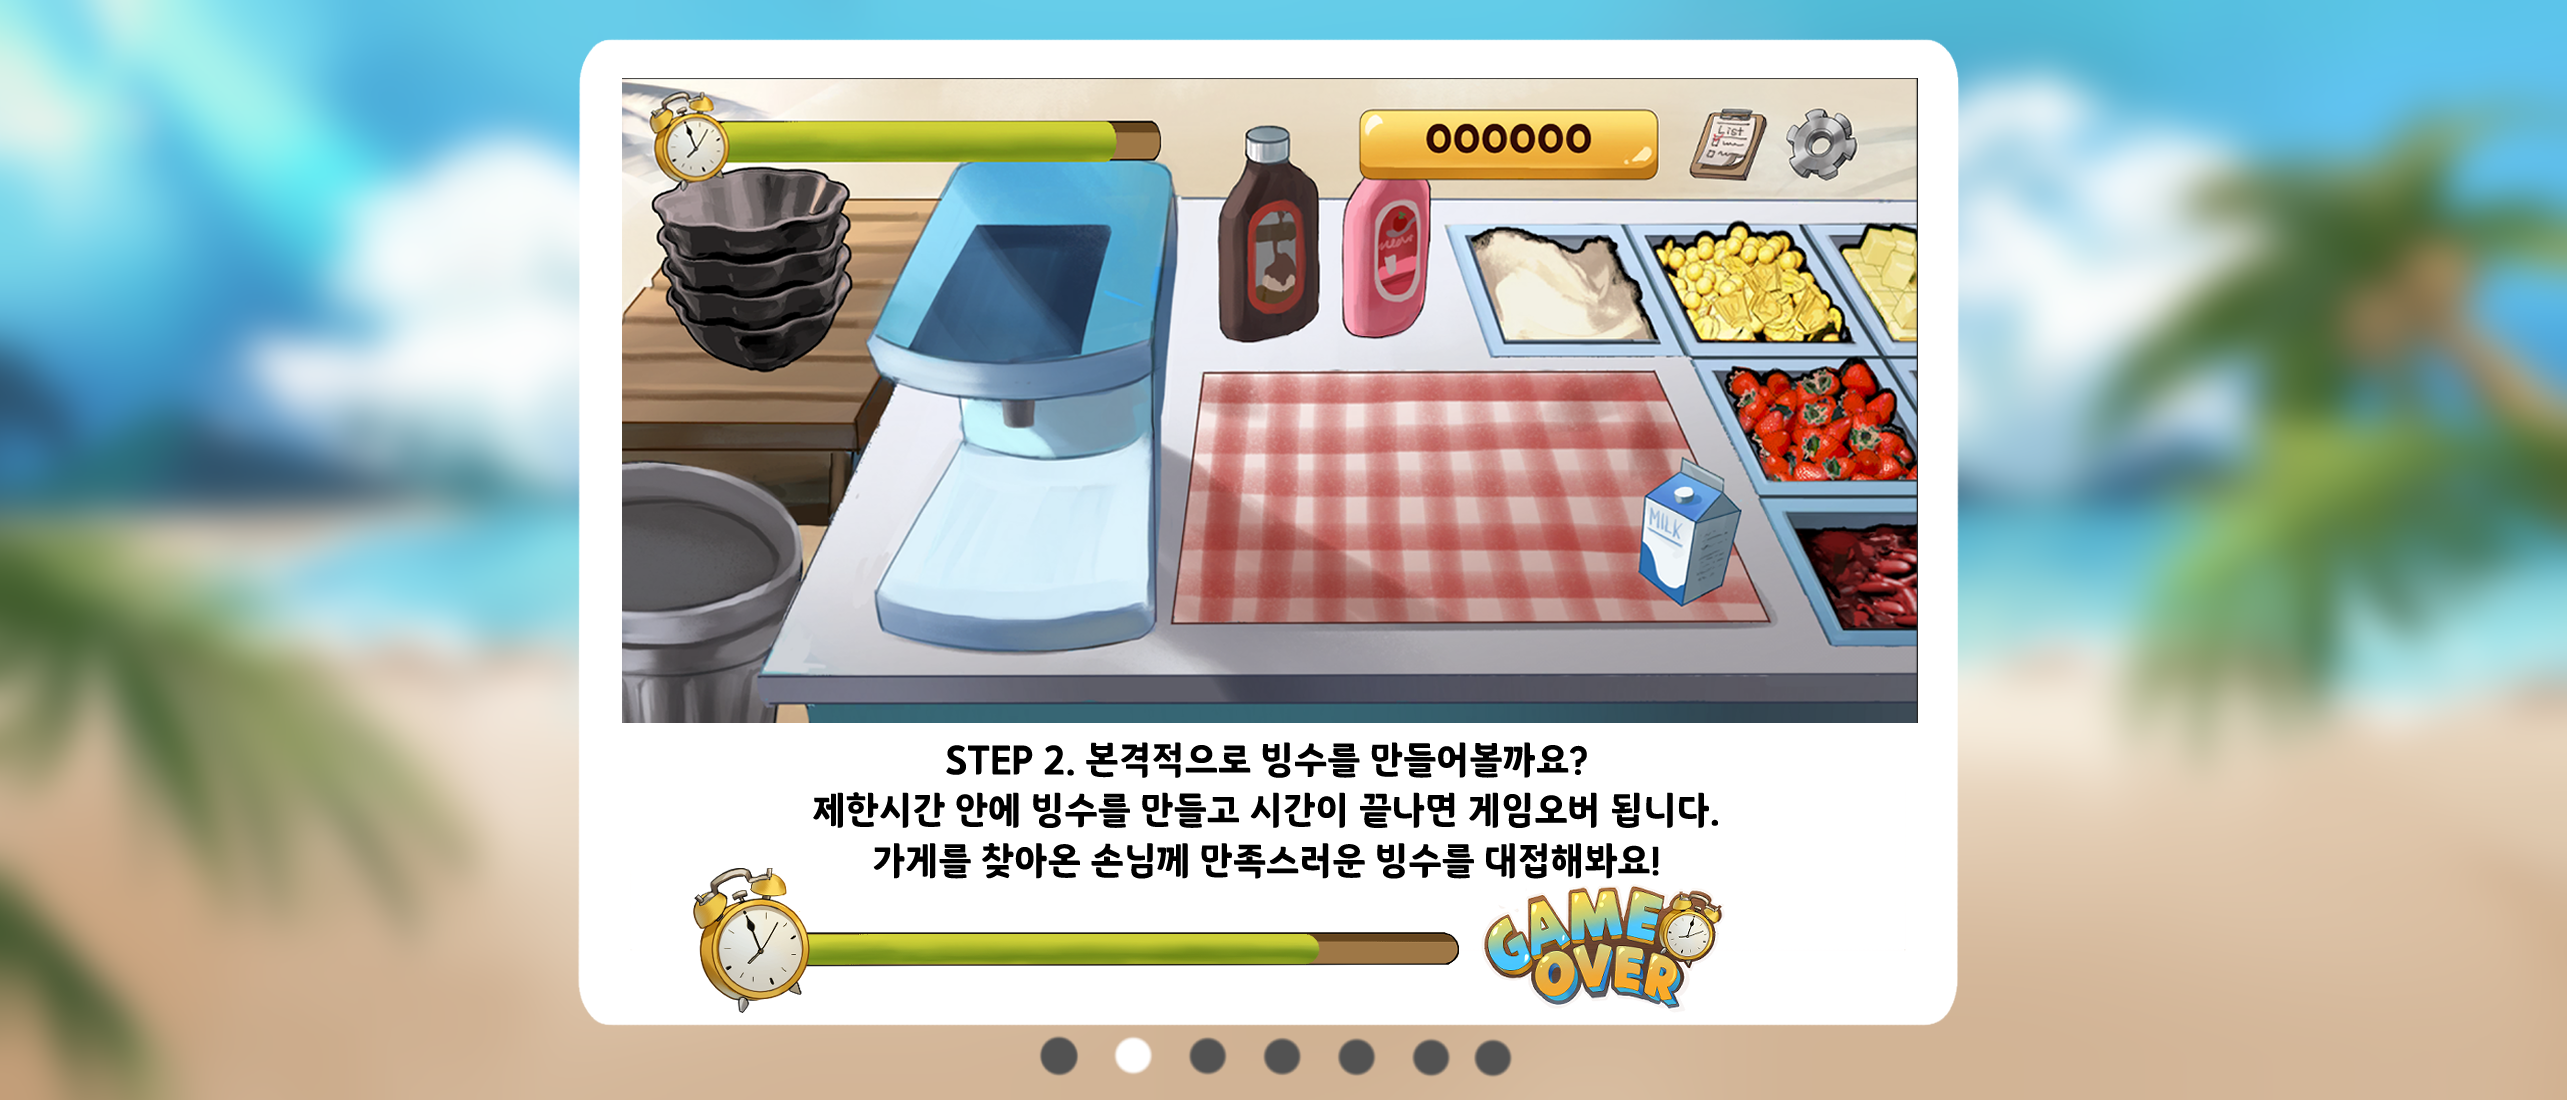 000000
List
MILK
STEP 2. 본격적으로 빙수를 만들어볼까요?
제한시간 안에 빙수를 만들고 시간이 끝나면 게임오버 됩니다.
가게를 찾아온 손님께 만족스러운 빙수를 대접해봐요!
GAME
OVER